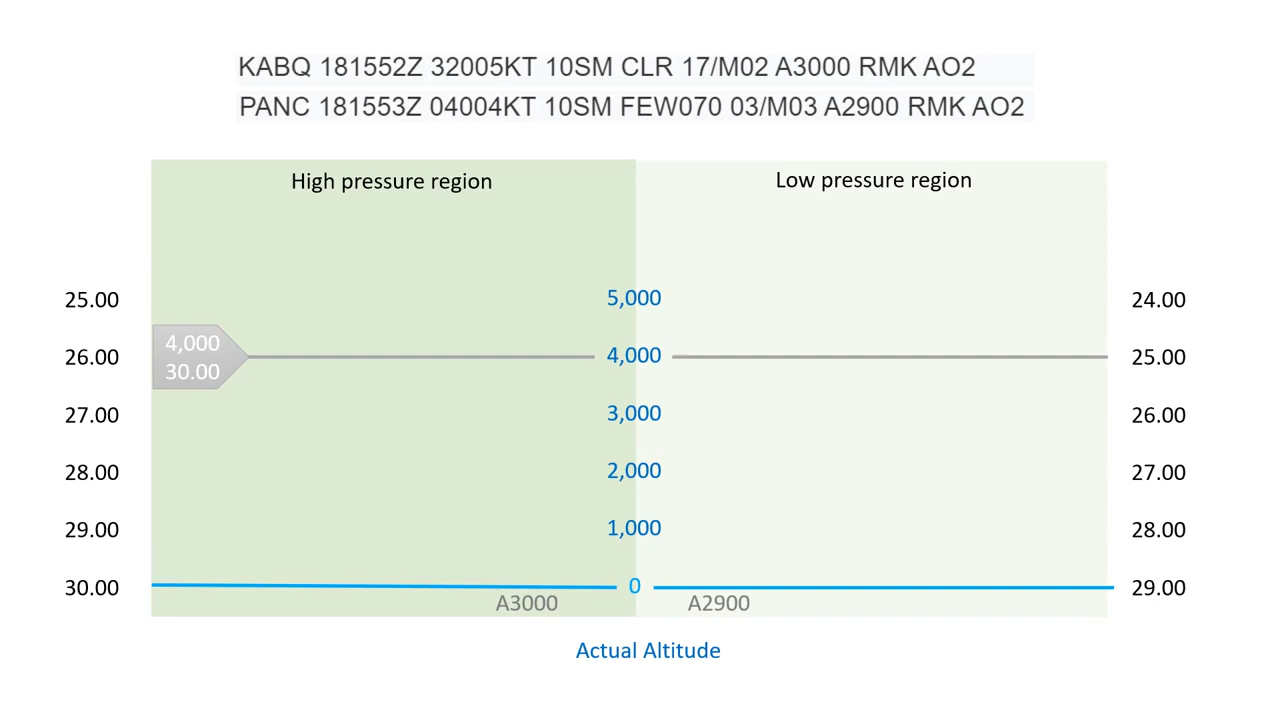 KABQ 181552Z 32005KT 10SM CLR 17/M02 A3000 RMK AO2
PANC 181553Z 04004KT 10SM FEW070 03/M03 A2900 RMK AO2
High pressure region
Low pressure region
25.00 5,000 24.00
4,000
26.00 4,000 25.00
30.00
27.00 3,000 26.00
28.00 2,000 27.00
29.00 1,000 28.00
30.00 0 29.00
A3000 A2900
Actual Altitude